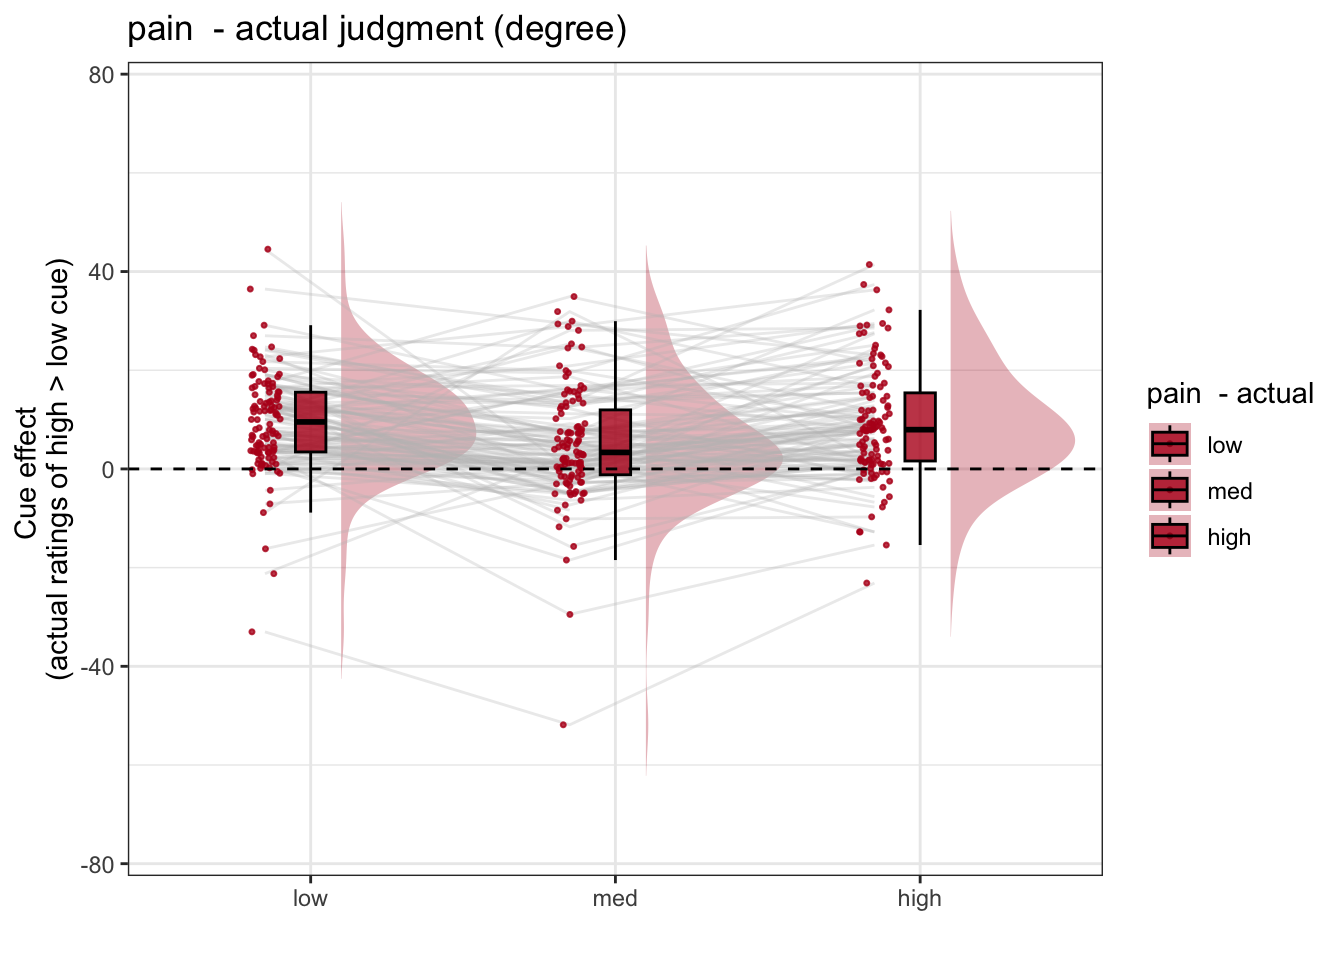 pain  - actual judgment (degree)
Cue effect
(actual ratings of high > low cue)
80
40
0
-40
-80
low
med
high
pain  - actual
low
med
high